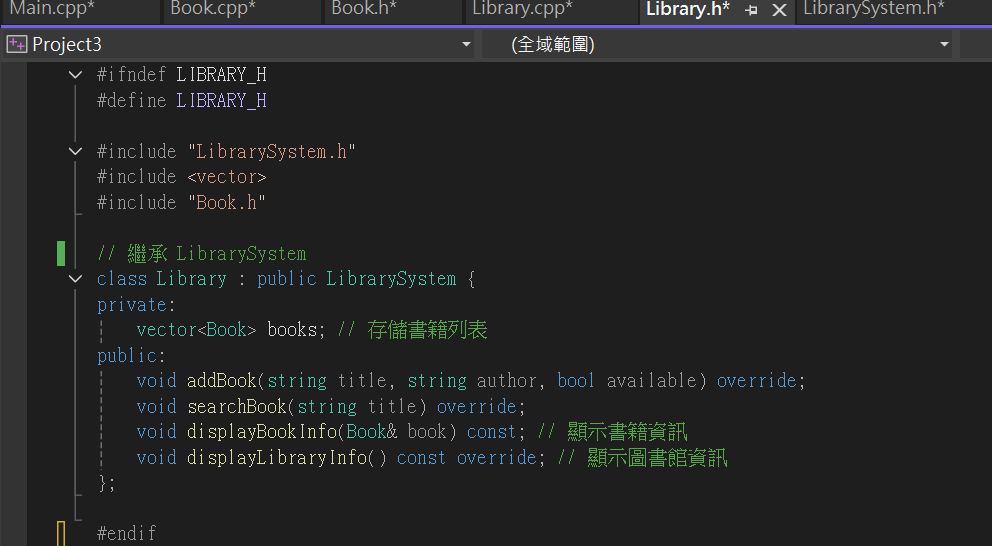 Main.cpp* Book.cpp* Book.h* Library.cpp* Library.h* LibrarySystem.h*
Project3 (全域範圍)
#ifndef LIBRARY_H
#define LIBRARY_H
#include "LibrarySystem.h"
#include <vector>
#include "Book.h"
// 繼承 LibrarySystem
class Library : public LibrarySystem {
private:
vector<Book> books; // 存儲書籍列表
public:
void addBook(string title, string author, bool available) override;
void searchBook(string title) override;
void displayBookInfo(Book& book) const; // 顯示書籍資訊
void displayLibraryInfo() const override; // 顯示圖書館資訊
};
#endif